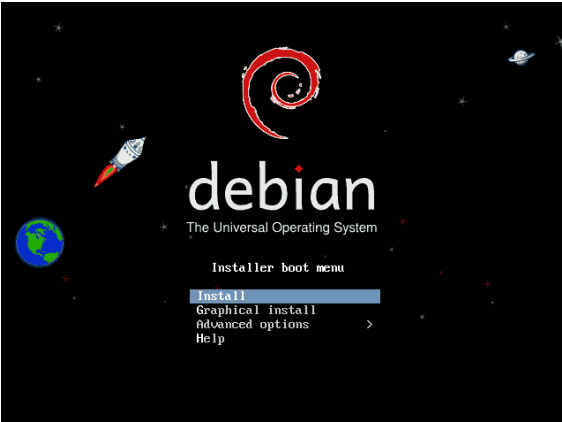 debian
The Universal Operating System
Installer boot menu
Install
Graphical install
Advanced options >
Help